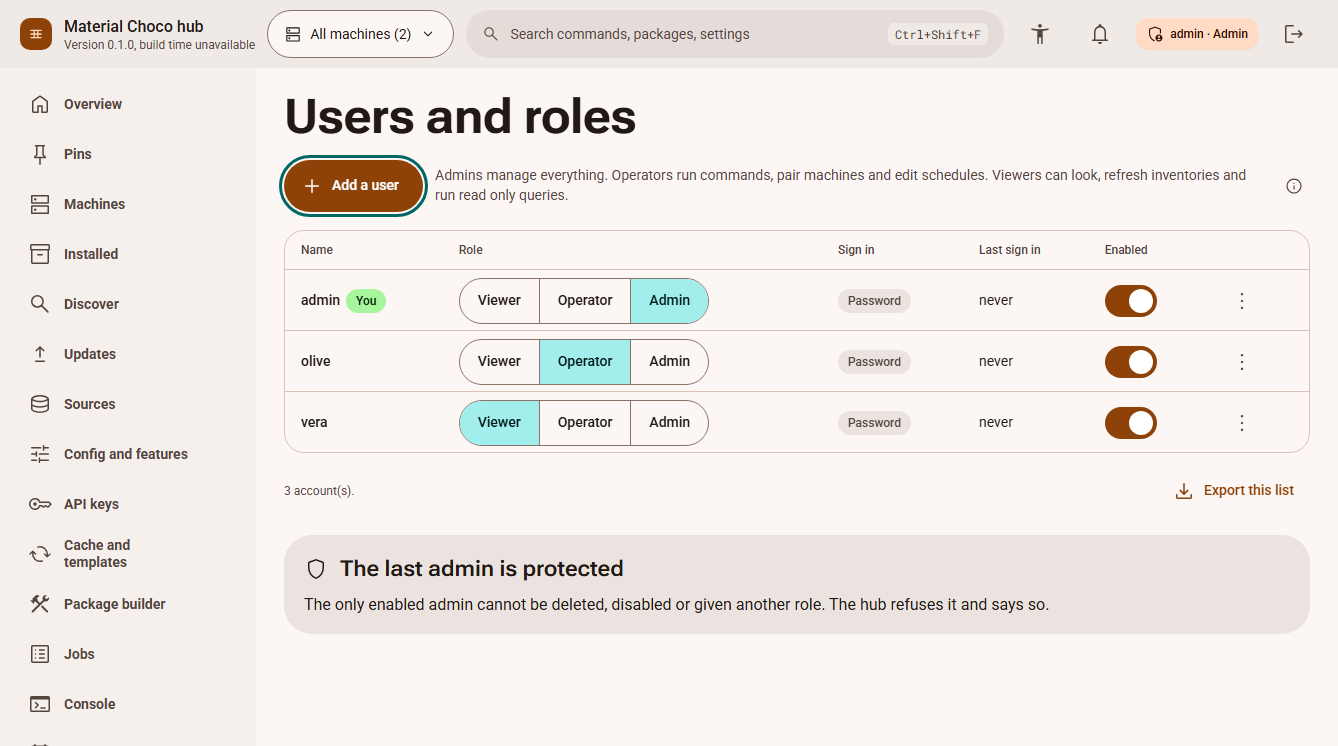 Material Choco hub
Version 0.1.0, build time unavailable
All machines (2)
Search commands, packages, settings
Ctrl+Shift+F
admin · Admin
Overview
Pins
Machines
Installed
Discover
Updates
Sources
Config and features
API keys
Cache and
templates
Package builder
Jobs
Console
Users and roles
Add a user
Admins manage everything. Operators run commands, pair machines and edit schedules. Viewers can look, refresh inventories and
run read only queries.
Name Role Sign in Last sign in Enabled
admin You Viewer Operator Admin Password never
olive Viewer Operator Admin Password never
vera Viewer Operator Admin Password never
3 account(s).
Export this list
The last admin is protected
The only enabled admin cannot be deleted, disabled or given another role. The hub refuses it and says so.